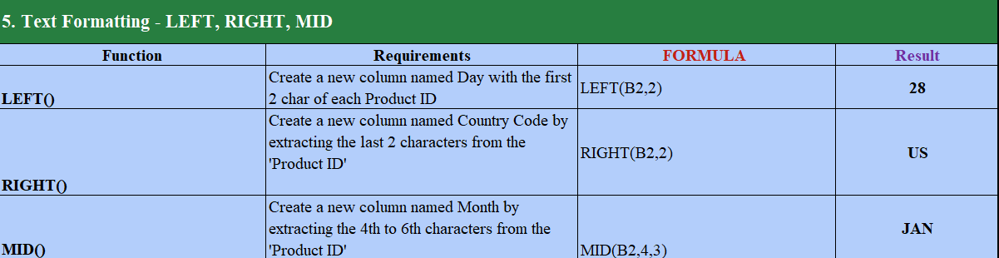 5. Text Formatting - LEFT, RIGHT, MID
Function Requirements FORMULA Result
LEFT()
Create a new column named Day with the first
2 char of each Product ID
LEFT(B2,2)
28
RIGHT()
Create a new column named Country Code by
extracting the last 2 characters from the
'Product ID'
RIGHT(B2,2)
US
MID()
Create a new column named Month by
extracting the 4th to 6th characters from the
'Product ID'
MID(B2,4,3)
JAN